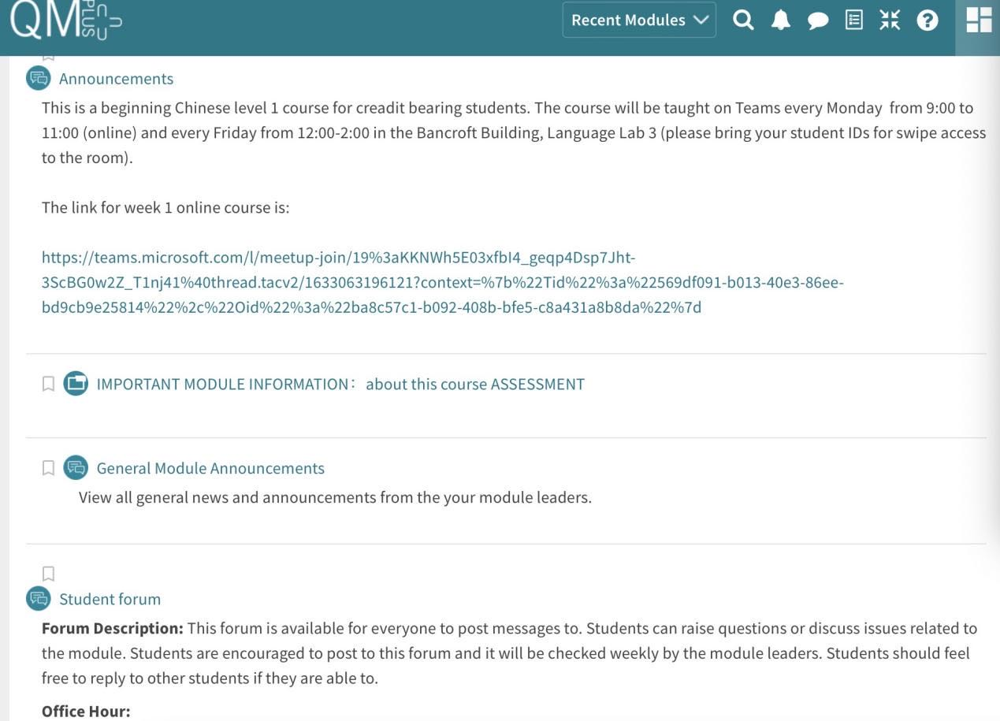 QM PLUS
Recent Modules
Announcements
This is a beginning Chinese level 1 course for creadit bearing students. The course will be taught on Teams every Monday  from 9:00 to
11:00 (online) and every Friday from 12:00-2:00 in the Bancroft Building, Language Lab 3 (please bring your student IDs for swipe access
to the room).
The link for week 1 online course is:
https://teams.microsoft.com/l/meetup-join/19%3aKKNWh5E03xfbI4_geqp4Dsp7Jht-
3ScBG0w2Z_T1nj41%40thread.tacv2/1633063196121?context=%7b%22Tid%22%3a%22569df091-b013-40e3-86ee-
bd9cb9e25814%22%2c%22Oid%22%3a%22ba8c57c1-b092-408b-bfe5-c8a431a8b8da%22%7d
IMPORTANT MODULE INFORMATION： about this course ASSESSMENT
General Module Announcements
View all general news and announcements from the your module leaders.
Student forum
Forum Description: This forum is available for everyone to post messages to. Students can raise questions or discuss issues related to
the module. Students are encouraged to post to this forum and it will be checked weekly by the module leaders. Students should feel
free to reply to other students if they are able to.
Office Hour: